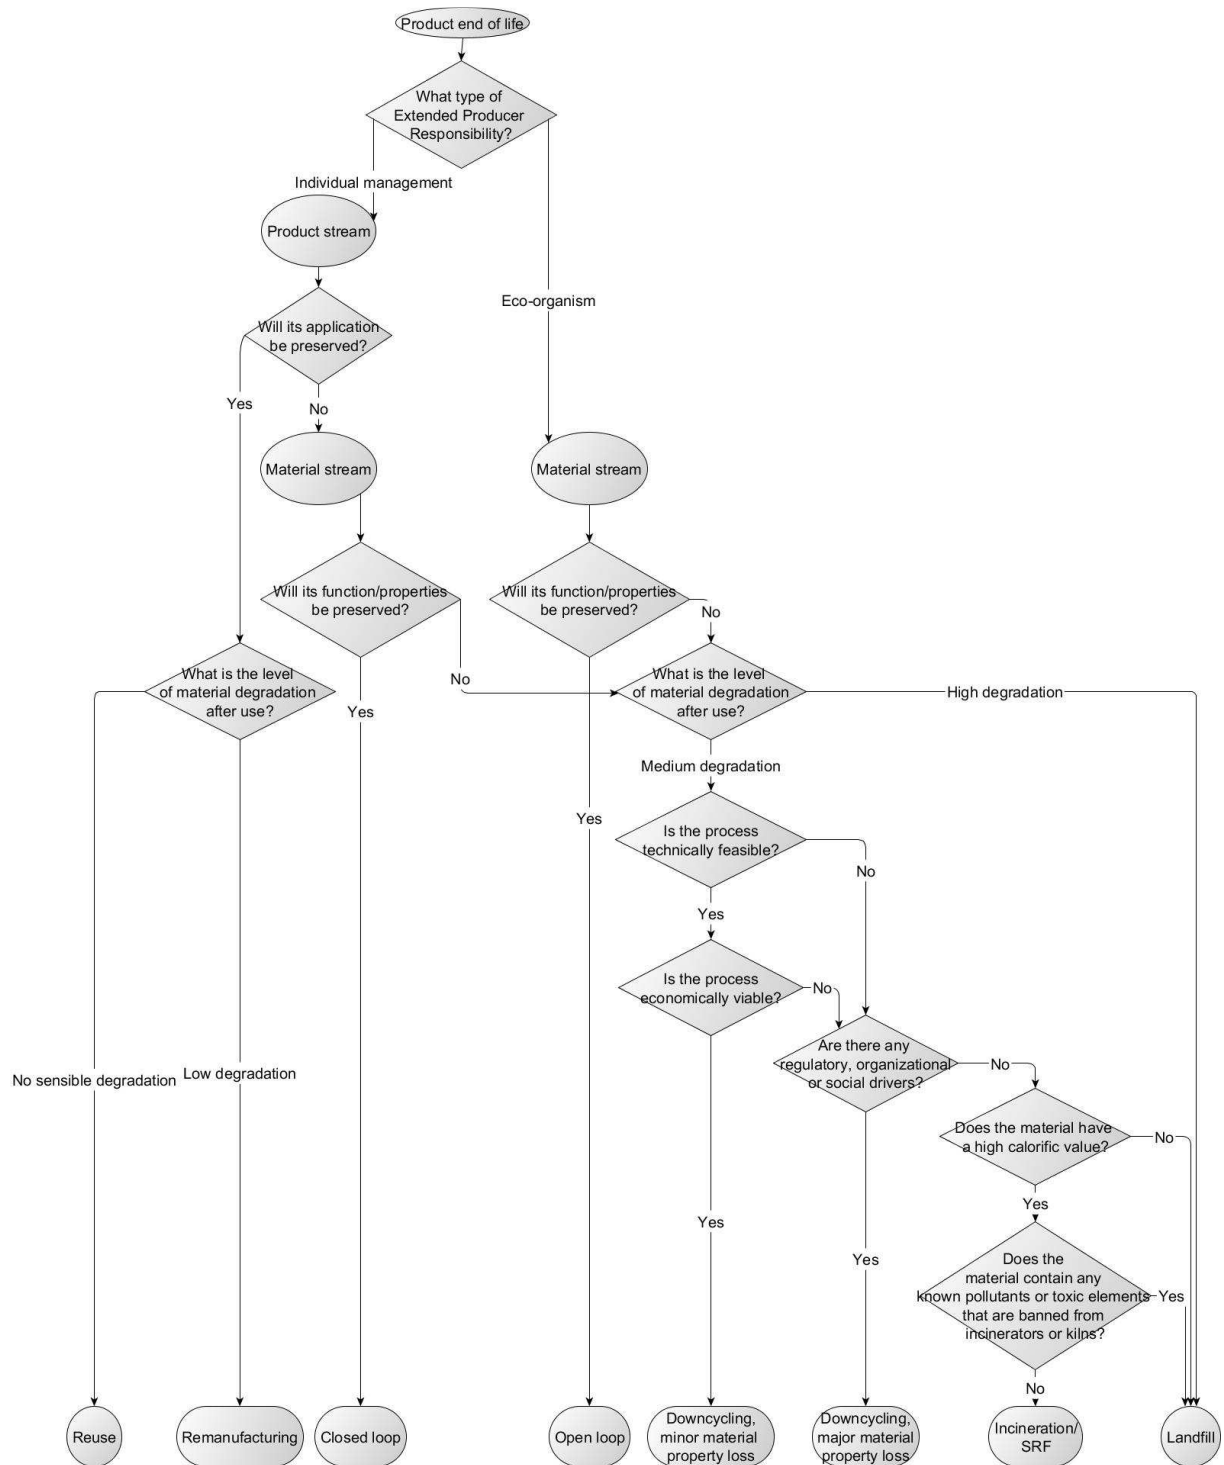 Product end of life
What type of
Extended Producer
Responsibility?
Individual management
Product stream
Eco-organism
Will its application
be preserved?
Yes
No
Material stream
Material stream
Will its function/properties
be preserved?
Will its function/properties
be preserved?
No
What is the level
of material degradation
after use?
No
What is the level
of material degradation
after use?
High degradation
Yes
Medium degradation
Yes
Is the process
technically feasible?
No
Yes
Is the process
economically viable?
No
Are there any
regulatory, organizational
or social drivers?
No
No sensible degradation
Low degradation
Does the material have
a high calorific value?
No
Yes
Yes
Yes
Does the
material contain any
known pollutants or toxic elements
that are banned from
incinerators or kilns?
Yes
No
Reuse
Remanufacturing
Closed loop
Open loop
Downcycling,
minor material
property loss
Downcycling,
major material
property loss
Incineration/
SRF
Landfill